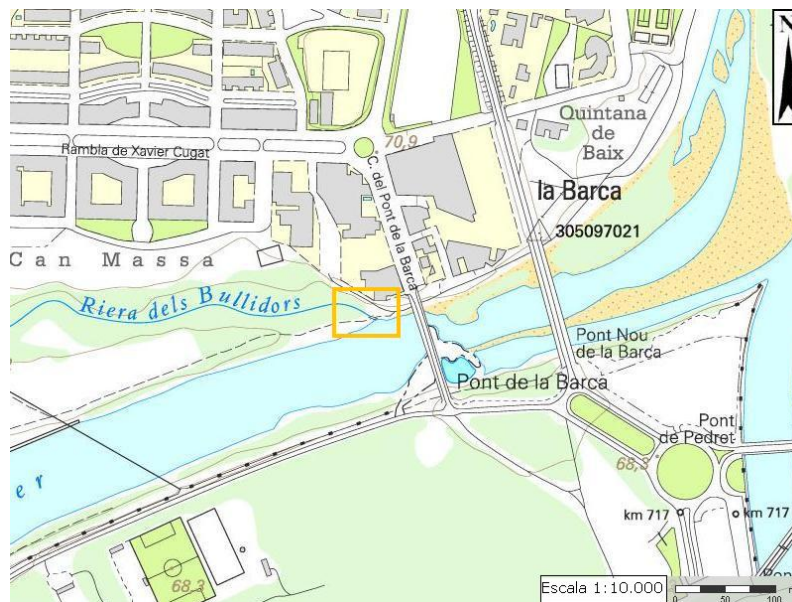 N
70,9
Rambla de Xavier Cugat
C. del Pont de la Barca
Quintana
de
Baix
la Barca
305097021
Can Massa
Riera dels Bullidors
Pont Nou
de la Barca
Pont de la Barca
Pont
de Pedret
68,3
er
km 717
km 717
68,3
Escala 1:10.000
0
50
100
m